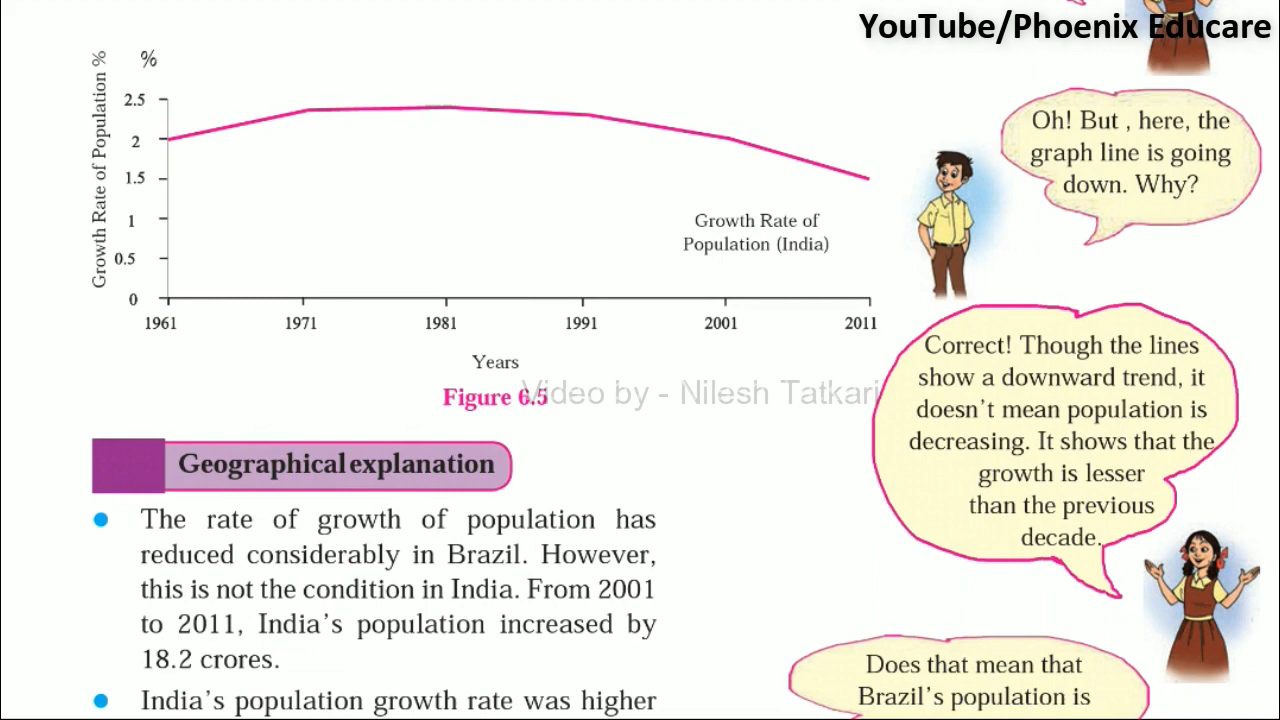 YouTube/Phoenix Educare
%
Growth Rate of Population %
2.5
2
1.5
1
0.5
0
1961 1971 1981 1991 2001 2011
Growth Rate of
Population (India)
Years
Figure 6.5
Video by - Nilesh Tatkari
Oh! But , here, the
graph line is going
down. Why?
Correct! Though the lines
show a downward trend, it
doesn't mean population is
decreasing. It shows that the
growth is lesser
than the previous
decade.
Geographical explanation
The rate of growth of population has
reduced considerably in Brazil. However,
this is not the condition in India. From 2001
to 2011, India's population increased by
18.2 crores.
India's population growth rate was higher
Does that mean that
Brazil's population is